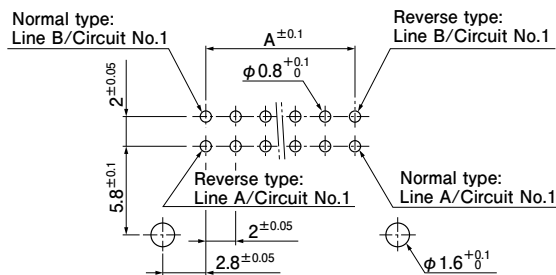 Normal type:
Line B/Circuit No.1
Reverse type:
Line B/Circuit No.1
A±0.1
φ0.8+0.1 0
2±0.05
5.8±0.1
Reverse type:
Line A/Circuit No.1
Normal type:
Line A/Circuit No.1
2±0.05
2.8±0.05
φ1.6+0.1 0